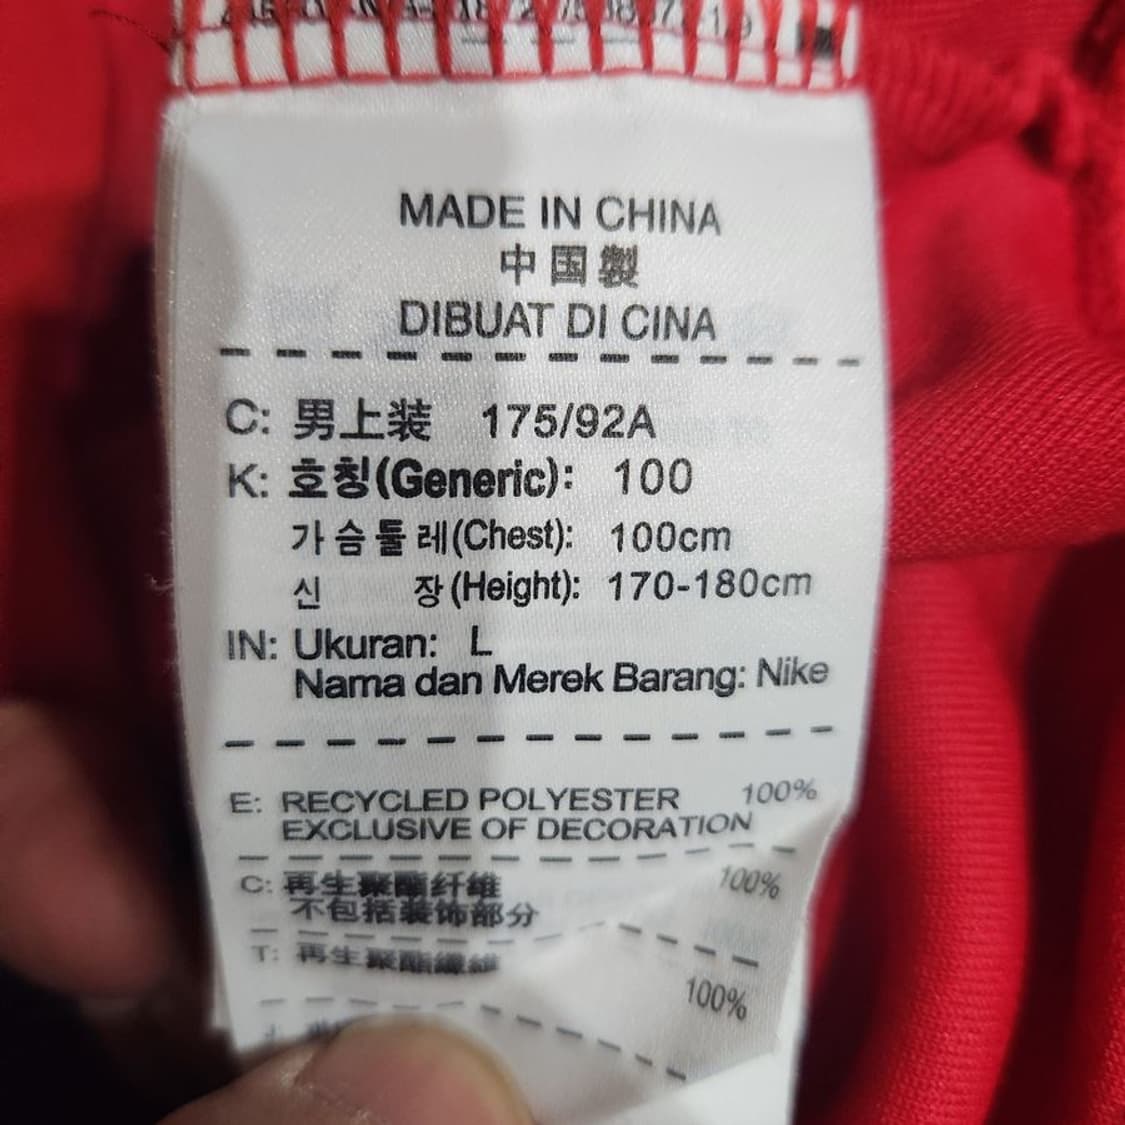 MADE IN CHINA
中国製
DIBUAT DI CINA
C: 男上装 175/92A
K: 호칭(Generic): 100
가슴둘레(Chest): 100cm
신 장(Height): 170-180cm
IN: Ukuran: L
Nama dan Merek Barang: Nike
E: RECYCLED POLYESTER 100%
EXCLUSIVE OF DECORATION
C: 再生聚酯纤维 100%
不包括装饰部分
T: 再生聚酯纖維 100%